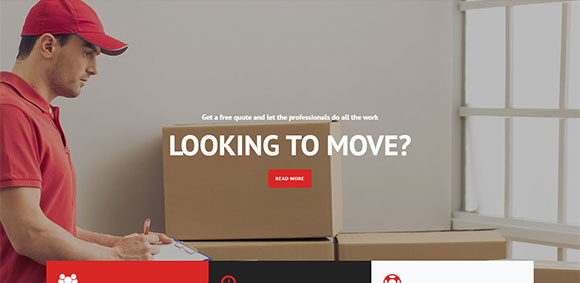 Get a free quote and let the professionals do all the work
LOOKING TO MOVE?
READ MORE